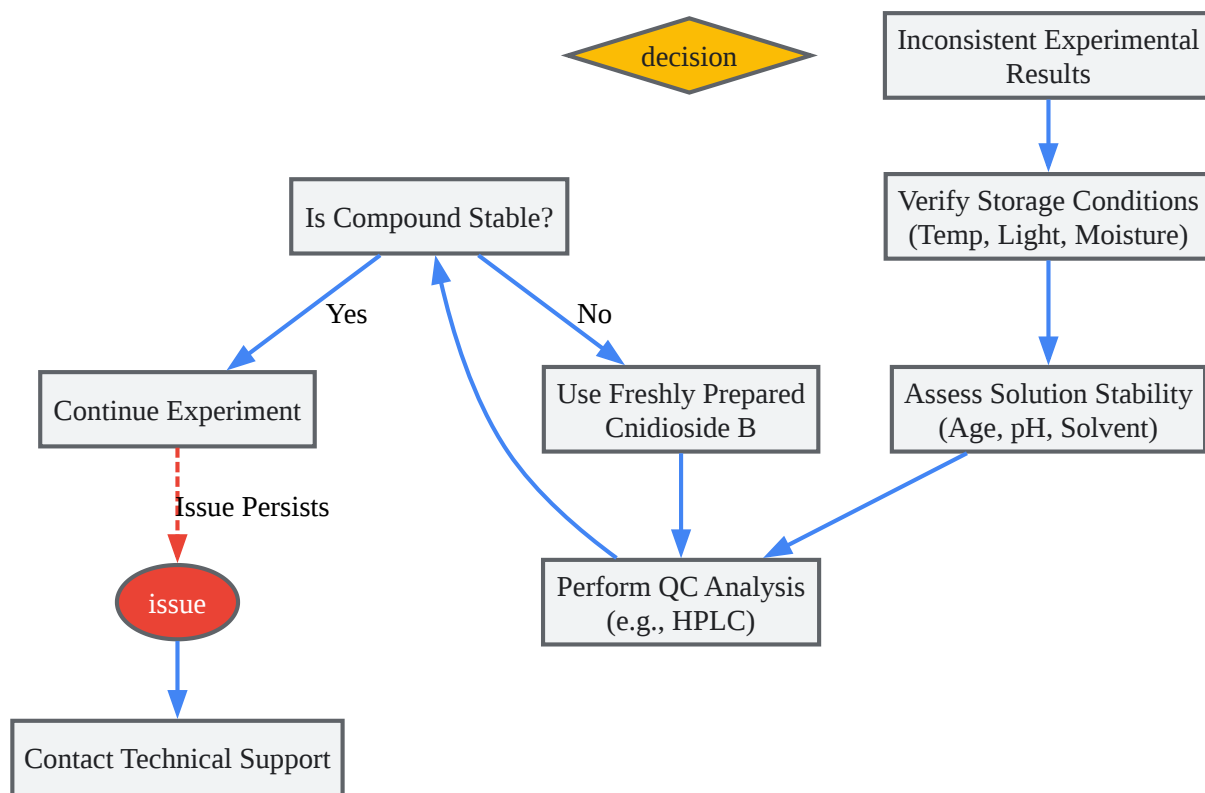 decision
Inconsistent Experimental
Results
Verify Storage Conditions
(Temp, Light, Moisture)
Is Compound Stable?
Yes
No
Continue Experiment
Use Freshly Prepared
Cnidioside B
Assess Solution Stability
(Age, pH, Solvent)
Issue Persists
issue
Perform QC Analysis
(e.g., HPLC)
Contact Technical Support